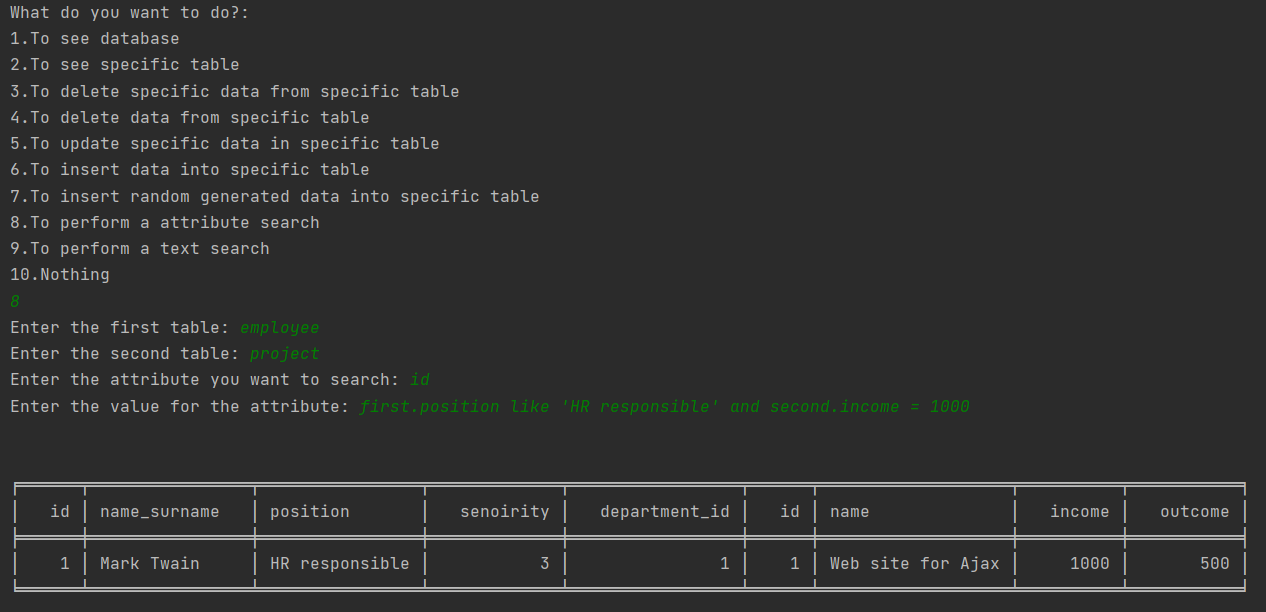 What do you want to do?:
1.To see database
2.To see specific table
3.To delete specific data from specific table
4.To delete data from specific table
5.To update specific data in specific table
6.To insert data into specific table
7.To insert random generated data into specific table
8.To perform a attribute search
9.To perform a text search
10.Nothing
8
Enter the first table: employee
Enter the second table: project
Enter the attribute you want to search: id
Enter the value for the attribute: first.position like 'HR responsible' and second.income = 1000
id name_surname position senoirity department_id id name income outcome
1 Mark Twain HR responsible 3 1 1 Web site for Ajax 1000 500